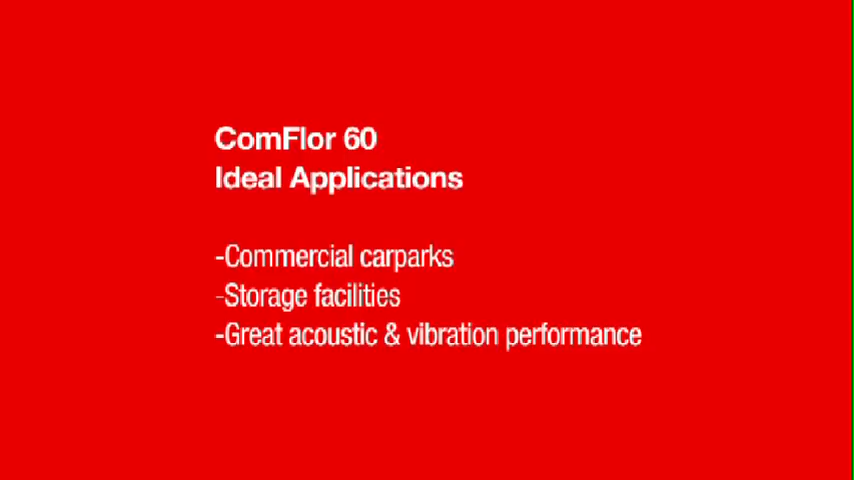 ComFlor 60
Ideal Applications
-Commercial carparks
-Storage facilities
-Great acoustic & vibration performance